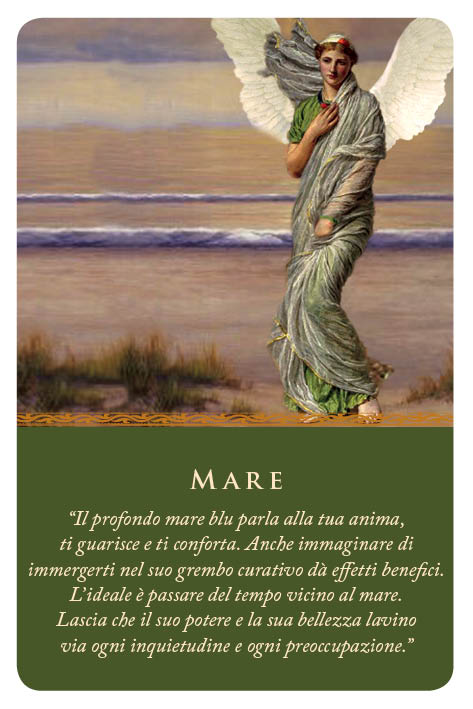 MARE
“Il profondo mare blu parla alla tua anima,
ti guarisce e ti conforta. Anche immaginare di
immergerti nel suo grembo curativo dà effetti benefici.
L’ideale è passare del tempo vicino al mare.
Lascia che il suo potere e la sua bellezza lavino
via ogni inquietudine e ogni preoccupazione.”